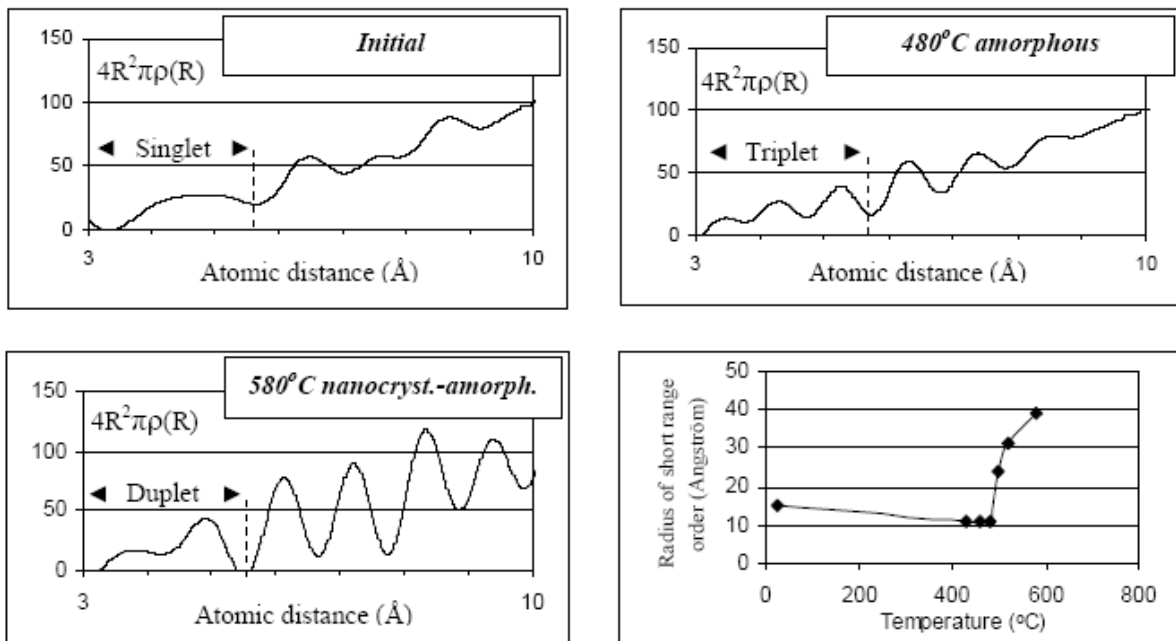 Initial
150
4R²πρ(R)
100
◄ Singlet ►
50
0
3
10
Atomic distance (Å)
480°C amorphous
150
4R²πρ(R)
100
◄ Triplet ►
50
0
3
10
Atomic distance (Å)
580°C nanocryst.-amorph.
150
4R²πρ(R)
100
◄ Duplet ►
50
0
3
10
Atomic distance (Å)
Radius of short range
order (Angström)
50
40
30
20
10
0
0 200 400 600 800
Temperature (°C)